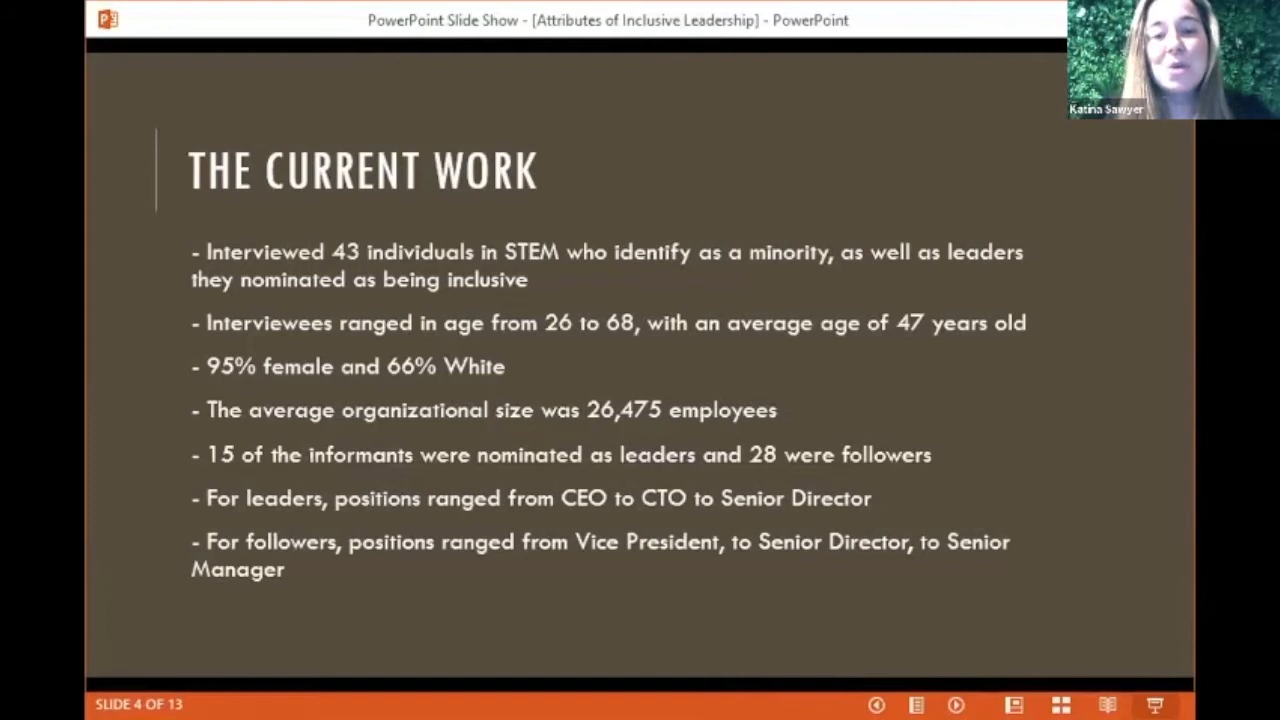 PowerPoint Slide Show - [Attributes of Inclusive Leadership] - PowerPoint
Katina Sawyer
THE CURRENT WORK
- Interviewed 43 individuals in STEM who identify as a minority, as well as leaders
they nominated as being inclusive
- Interviewees ranged in age from 26 to 68, with an average age of 47 years old
- 95% female and 66% White
- The average organizational size was 26,475 employees
- 15 of the informants were nominated as leaders and 28 were followers
- For leaders, positions ranged from CEO to CTO to Senior Director
- For followers, positions ranged from Vice President, to Senior Director, to Senior
Manager
SLIDE 4 OF 13